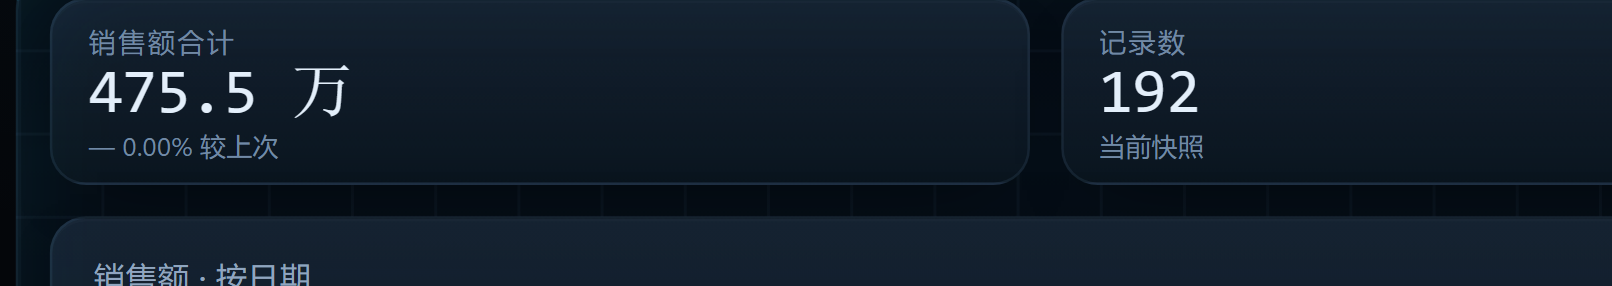 销售额合计
475.5 万
— 0.00% 较上次
记录数
192
当前快照
销售额 · 按日期